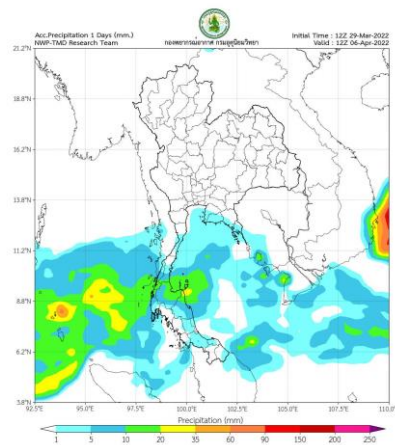 Acc.Precipitation 1 Days (mm.)
NWP-TMD Research Team
กองพยากรณ์อากาศ กรมอุตุนิยมวิทยา
Initial Time : 12Z 29-Mar-2022
Valid : 12Z 06-Apr-2022
21.2°N
18.8°N
16.2°N
13.8°N
11.2°N
8.8°N
6.2°N
3.8°N
92.5°E 95.0°E 97.5°E 100.0°E 102.5°E 105.0°E 107.5°E 110.0°E
Precipitation (mm)
1 5 10 20 35 60 90 150 200 250